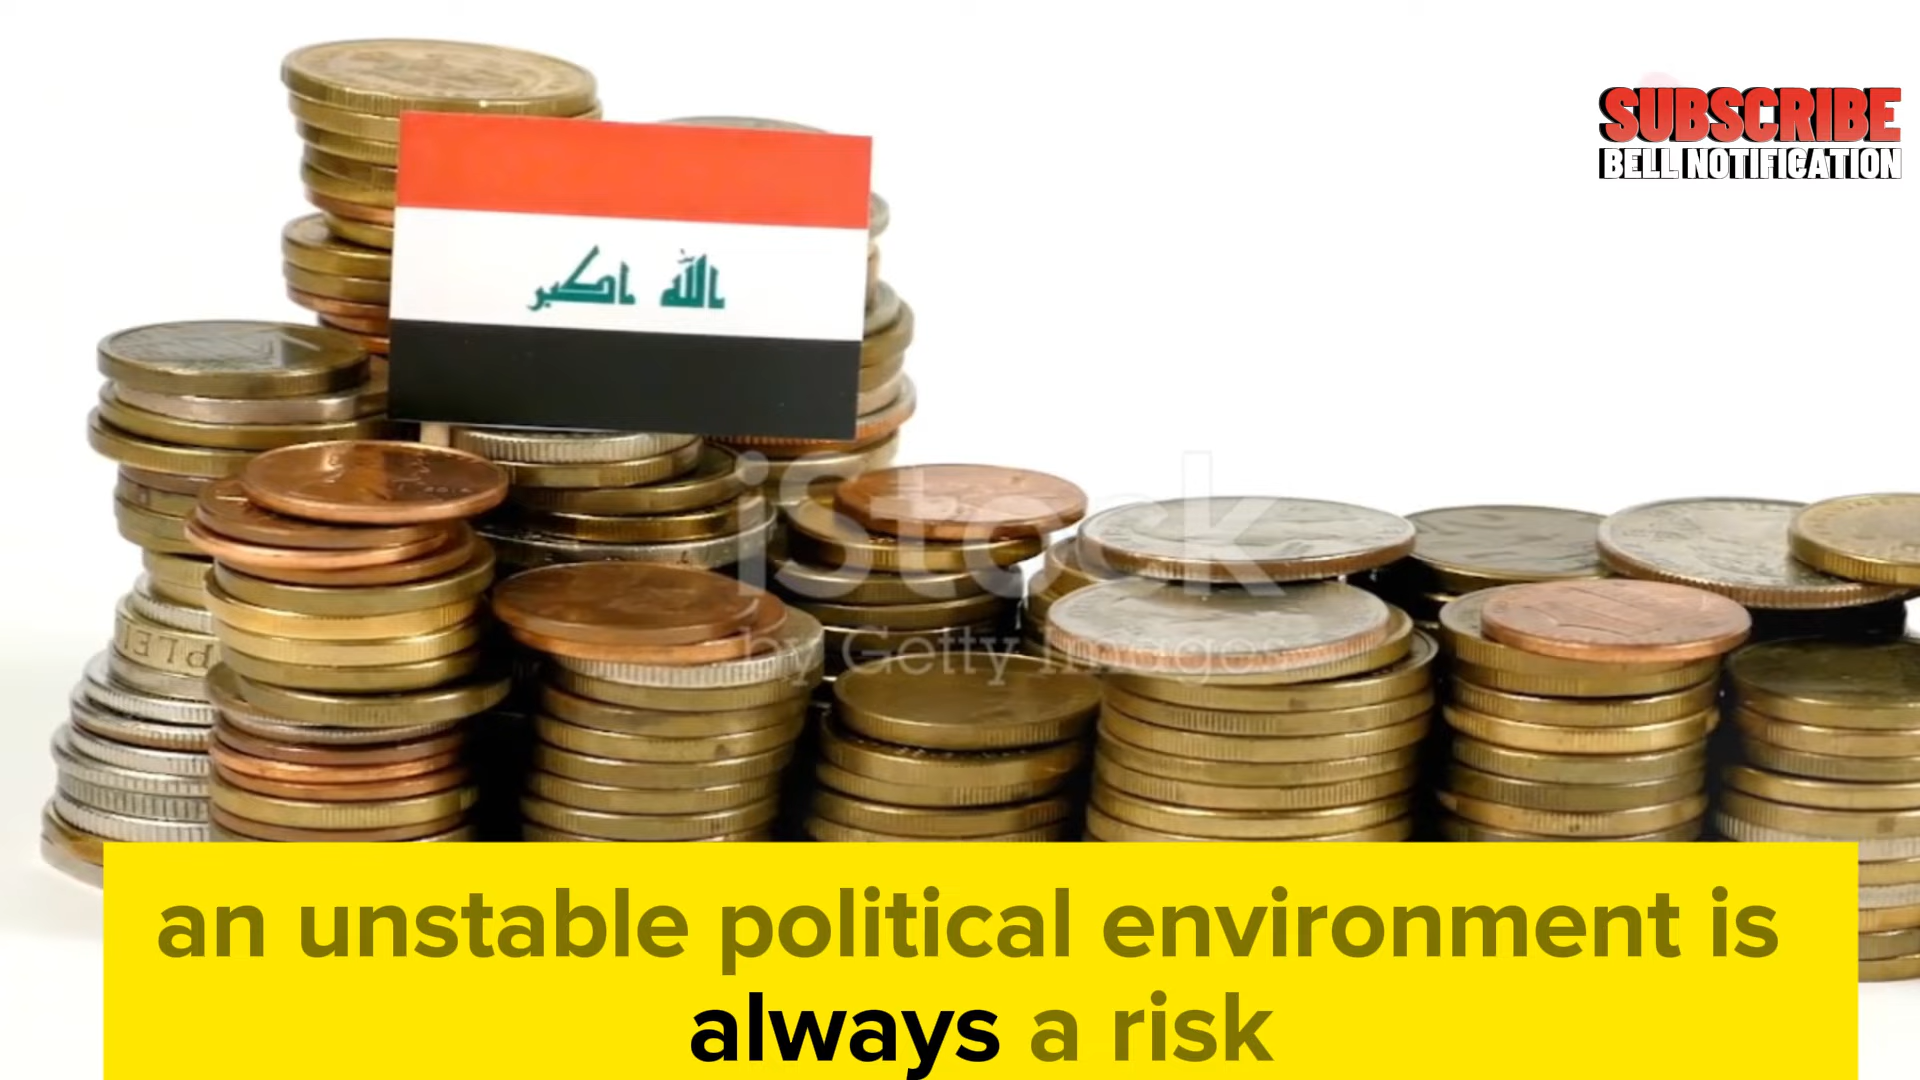 SUBSCRIBE
BELL NOTIFICATION
الله اكبر
iStock
by Getty Images
an unstable political environment is
always a risk